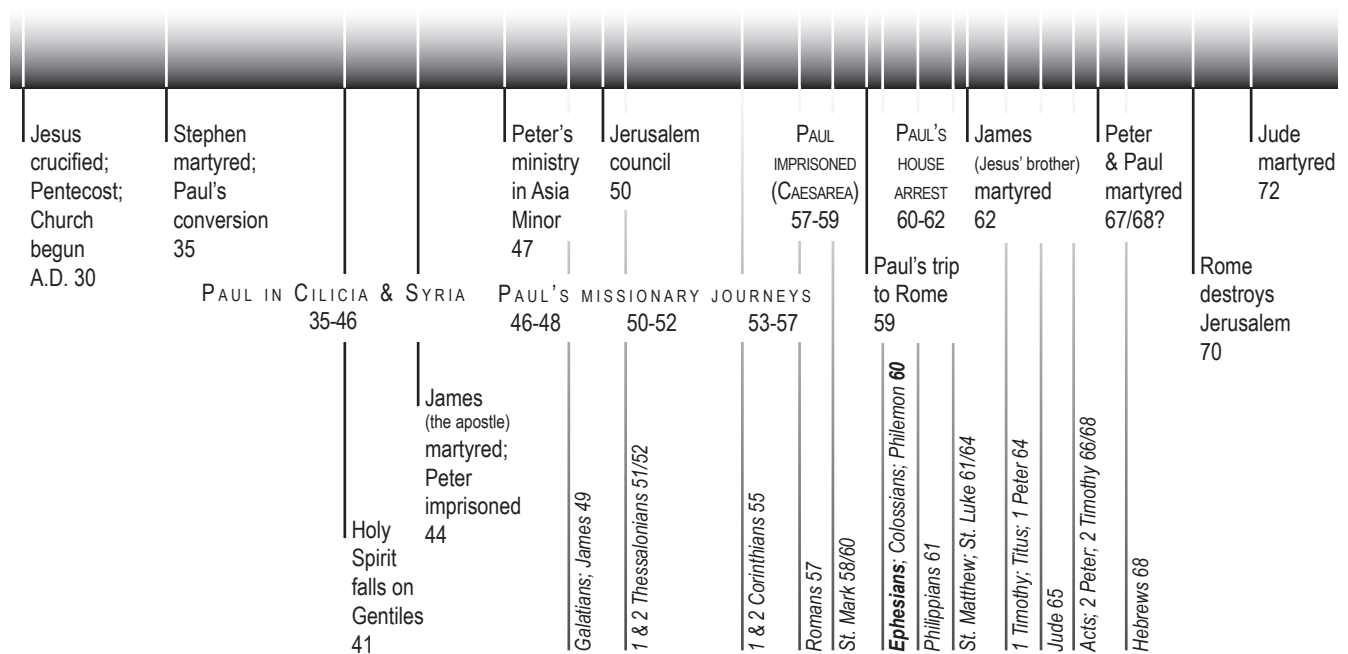 Jesus
crucified;
Pentecost;
Church
begun
A.D. 30
Stephen
martyred;
Paul's
conversion
35
Peter's
ministry
in Asia
Minor
47
Jerusalem
council
50
PAUL
IMPRISONED
(CAESAREA)
57-59
PAUL'S
HOUSE
ARREST
60-62
James
(Jesus' brother)
martyred
62
Peter
& Paul
martyred
67/68?
Jude
martyred
72
Paul's trip
to Rome
59
Rome
destroys
Jerusalem
70
PAUL IN CILICIA & SYRIA
35-46
PAUL'S MISSIONARY JOURNEYS
46-48 50-52 53-57
James
(the apostle)
martyred;
Peter
imprisoned
44
Holy
Spirit
falls on
Gentiles
41
Galatians; James 49
1 & 2 Thessalonians 51/52
1 & 2 Corinthians 55
Romans 57
St. Mark 58/60
Ephesians; Colossians; Philemon 60
Philippians 61
St. Matthew; St. Luke 61/64
1 Timothy; Titus; 1 Peter 64
Jude 65
Acts; 2 Peter; 2 Timothy 66/68
Hebrews 68